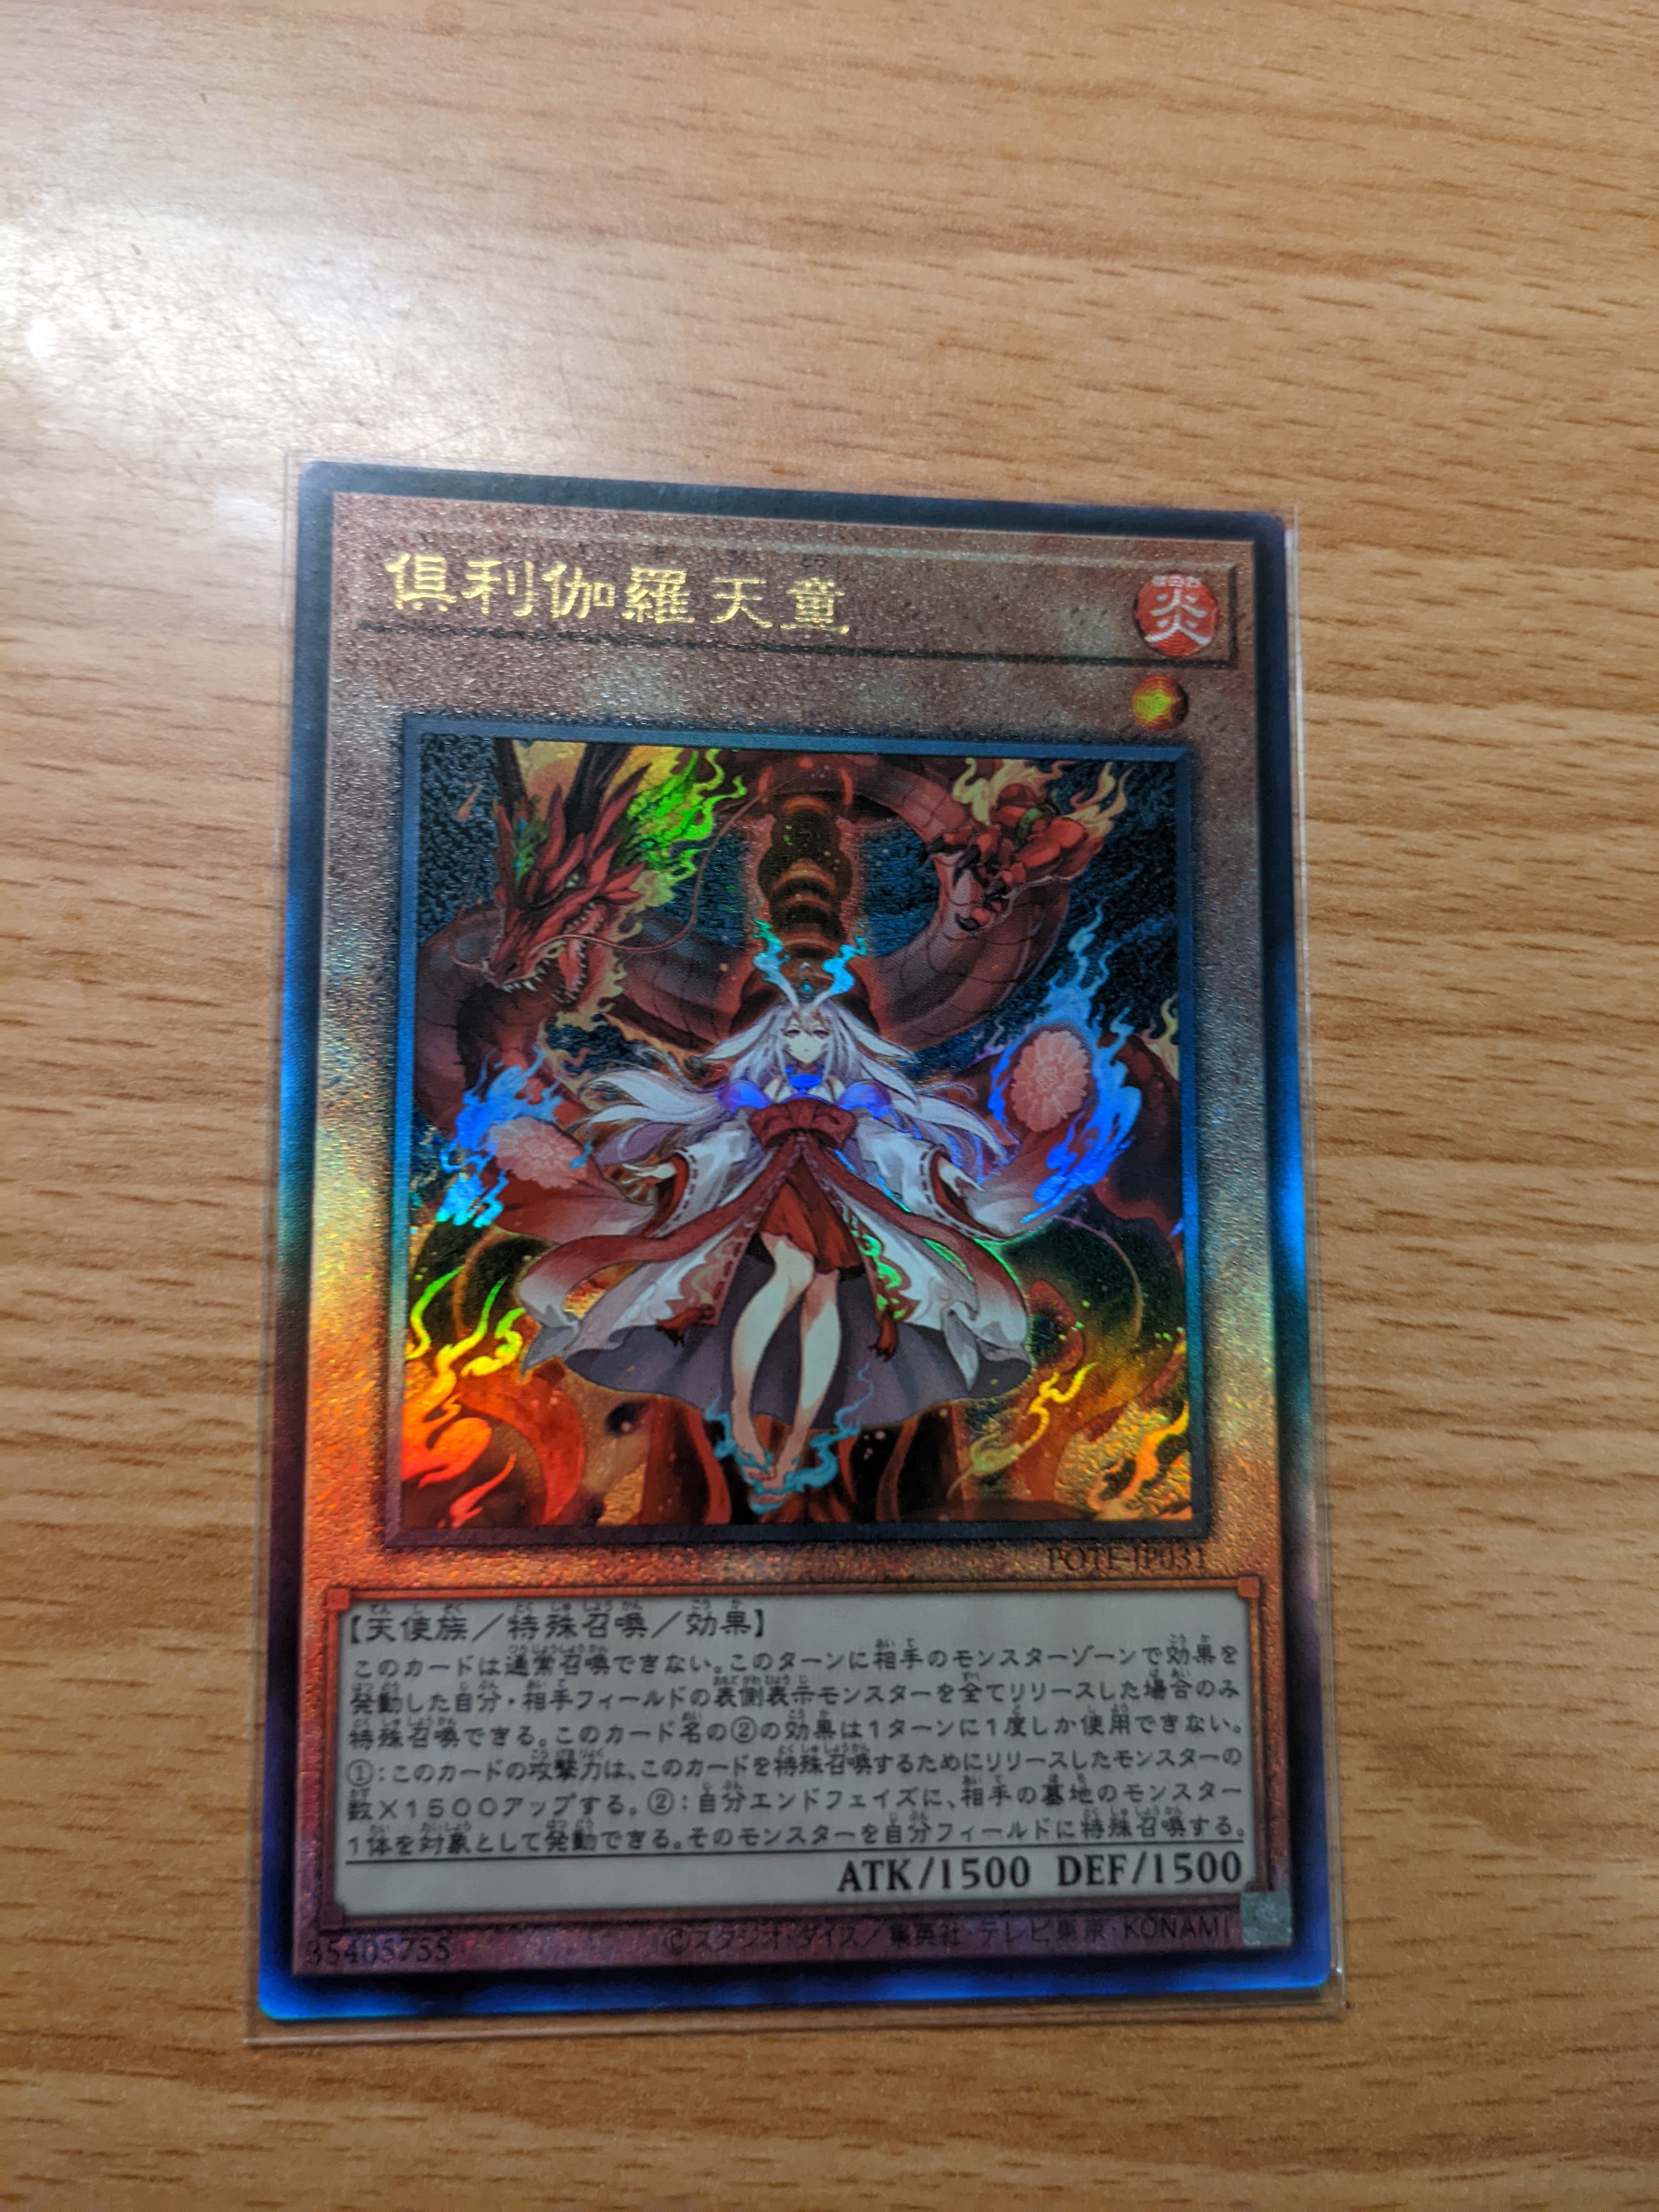 倶利伽羅天童
炎
POTE-JP031
【天使族／特殊召喚／効果】
このカードは通常召喚できない。このターンに相手のモンスターゾーンで効果を
発動した自分・相手フィールドの表側表示モンスターを全てリリースした場合のみ
特殊召喚できる。このカード名の②の効果は１ターンに１度しか使用できない。
①：このカードの攻撃力は、このカードを特殊召喚するためにリリースしたモンスターの
数×１５００アップする。②：自分エンドフェイズに、相手の墓地のモンスター
１体を対象として発動できる。そのモンスターを自分フィールドに特殊召喚する。
ATK/1500 DEF/1500
35405755
©スタジオ・ダイス／集英社・テレビ東京・KONAMI